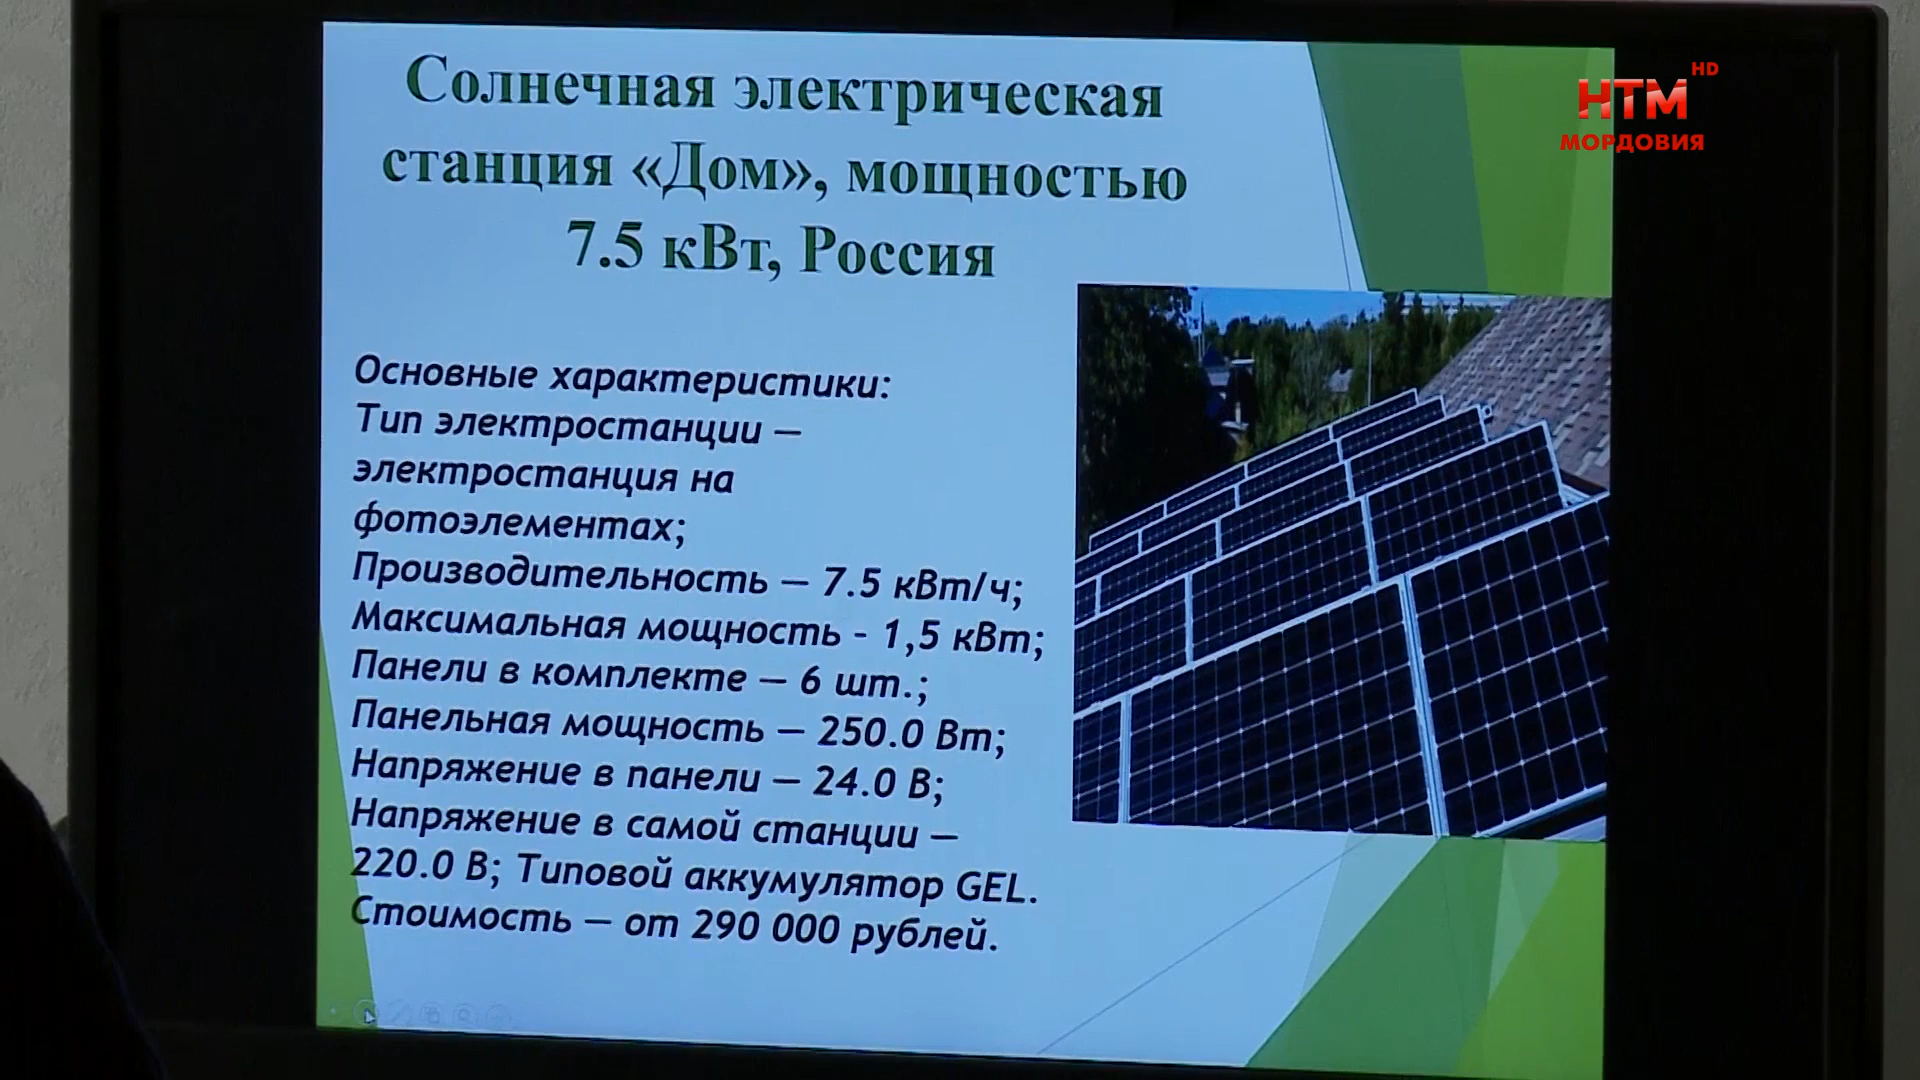 Солнечная электрическая
станция «Дом», мощностью
7.5 кВт, Россия
HD
НТМ
МОРДОВИЯ
Основные характеристики:
Тип электростанции —
электростанция на
фотоэлементах;
Производительность — 7.5 кВт/ч;
Максимальная мощность - 1,5 кВт;
Панели в комплекте — 6 шт.;
Панельная мощность — 250.0 Вт;
Напряжение в панели — 24.0 В;
Напряжение в самой станции —
220.0 В; Типовой аккумулятор GEL.
Стоимость — от 290 000 рублей.